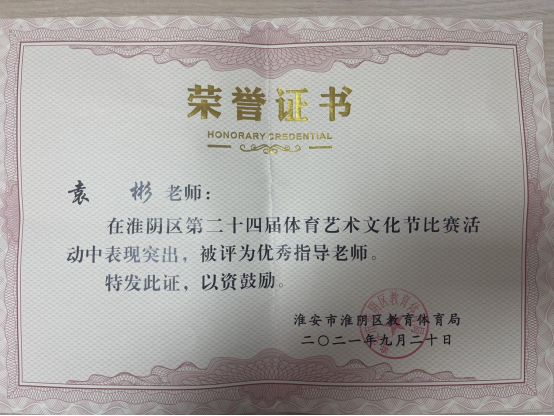 荣誉证书
HONORARY CREDENTIAL
袁 彬 老师：
在淮阴区第二十四届体育艺术文化节比赛活
动中表现突出，被评为优秀指导老师。
特发此证，以资鼓励。
淮安市淮阴区教育体育局
二〇二一年九月二十日